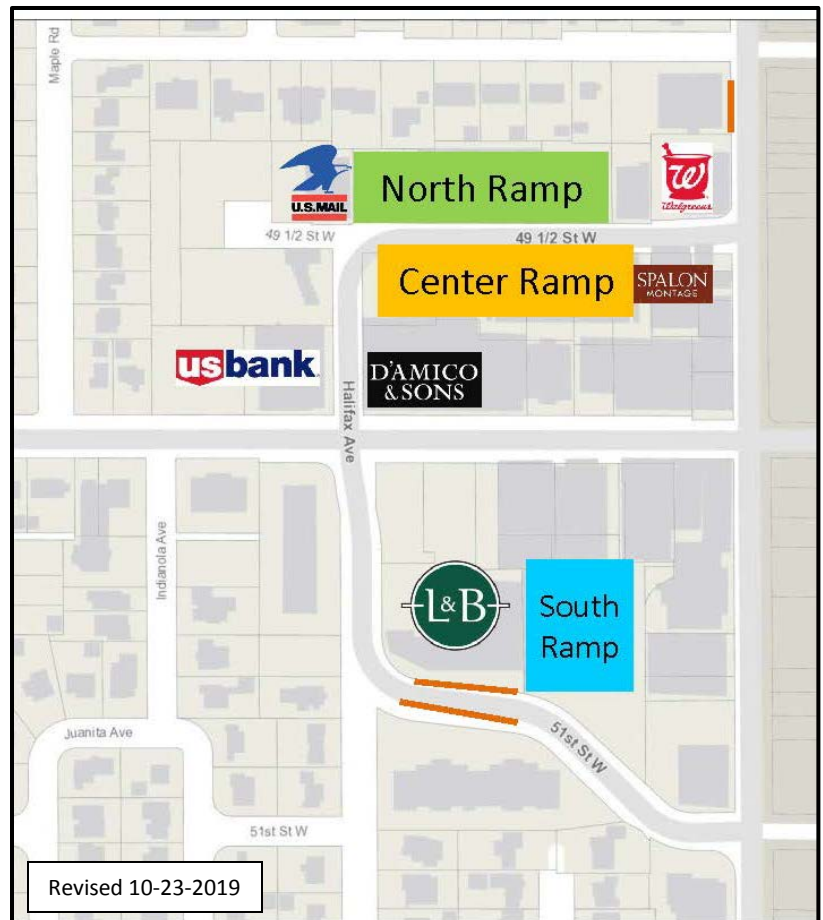 Maple Rd
U.S.MAIL
North Ramp
W
Walgreens
49 1/2 St W
49 1/2 St W
Center Ramp
SPALON
MONTAGE
usbank
D'AMICO
& SONS
Halifax Ave
Indianola Ave
L&B
South
Ramp
Juanita Ave
51st St W
51st St W
Revised 10-23-2019